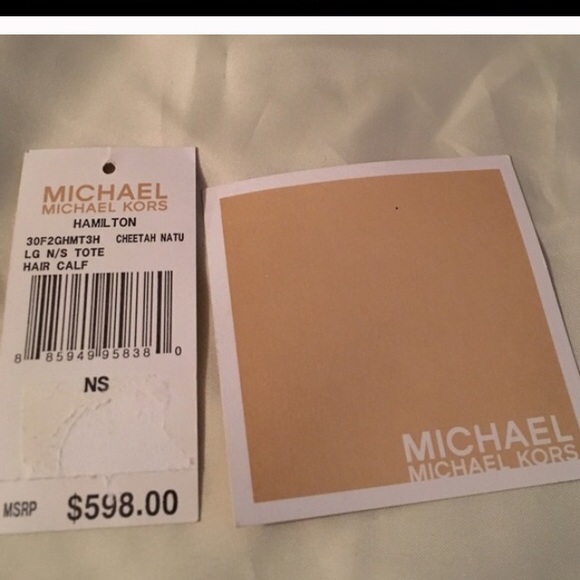 MICHAEL
MICHAEL KORS
HAMILTON
30F2GHMT3H CHEETAH NATU
LG N/S TOTE
HAIR CALF
8 85949 95838 0
NS
MSRP $598.00
MICHAEL
MICHAEL KORS